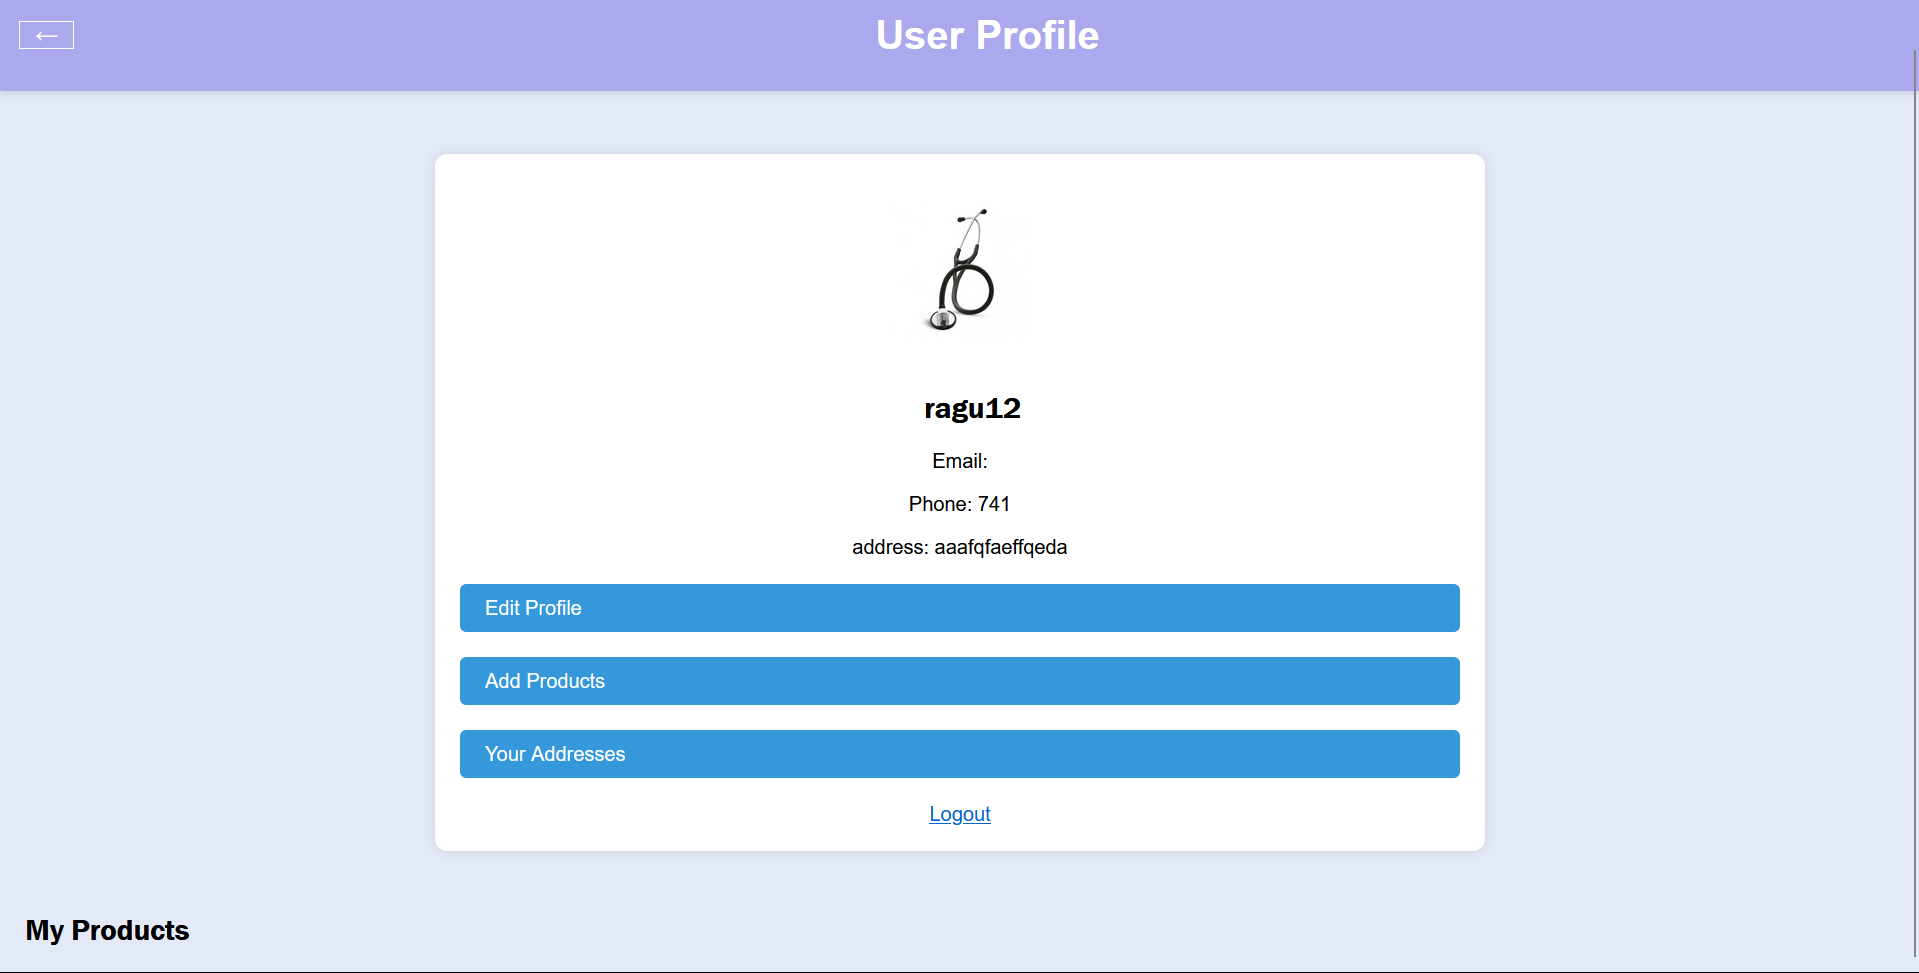 ←
User Profile
ragu12
Email:
Phone: 741
address: aaafqfaeffqeda
Edit Profile
Add Products
Your Addresses
Logout
My Products